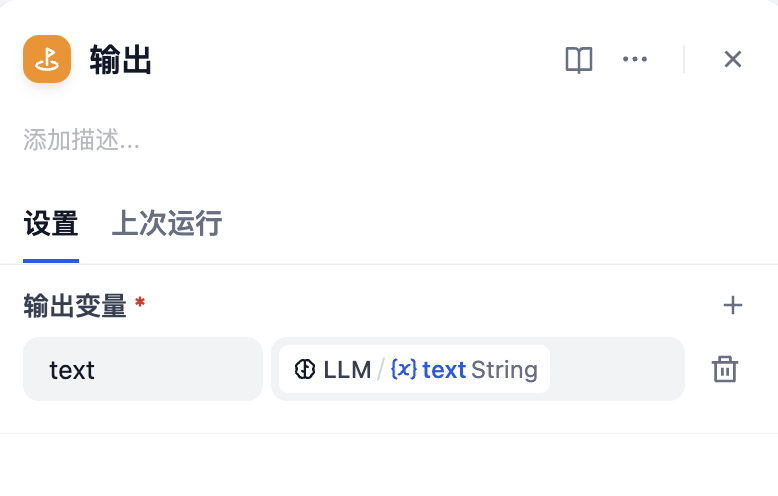 输出
添加描述...
设置 上次运行
输出变量 *
text LLM / {x} text String